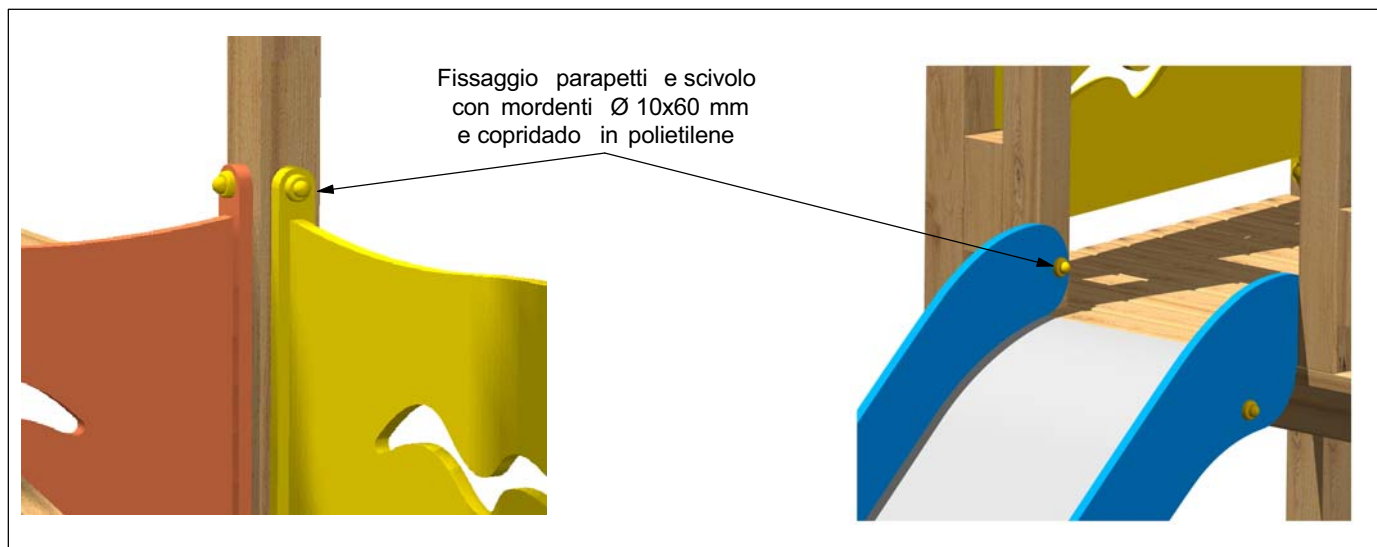 Fissaggio parapetti e scivolo
con mordenti Ø 10x60 mm
e copridado in polietilene